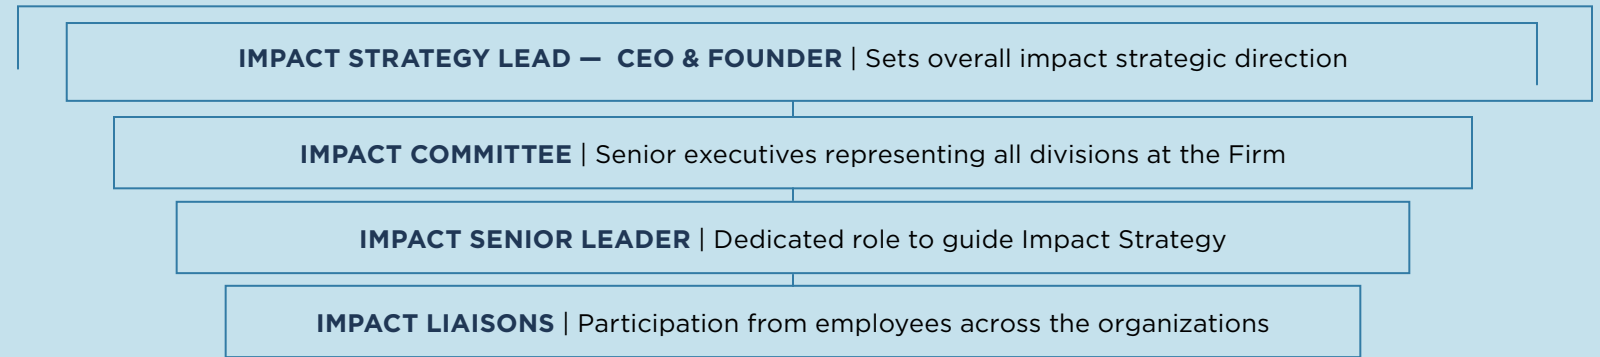 IMPACT STRATEGY LEAD — CEO & FOUNDER | Sets overall impact strategic direction
IMPACT COMMITTEE | Senior executives representing all divisions at the Firm
IMPACT SENIOR LEADER | Dedicated role to guide Impact Strategy
IMPACT LIAISONS | Participation from employees across the organizations